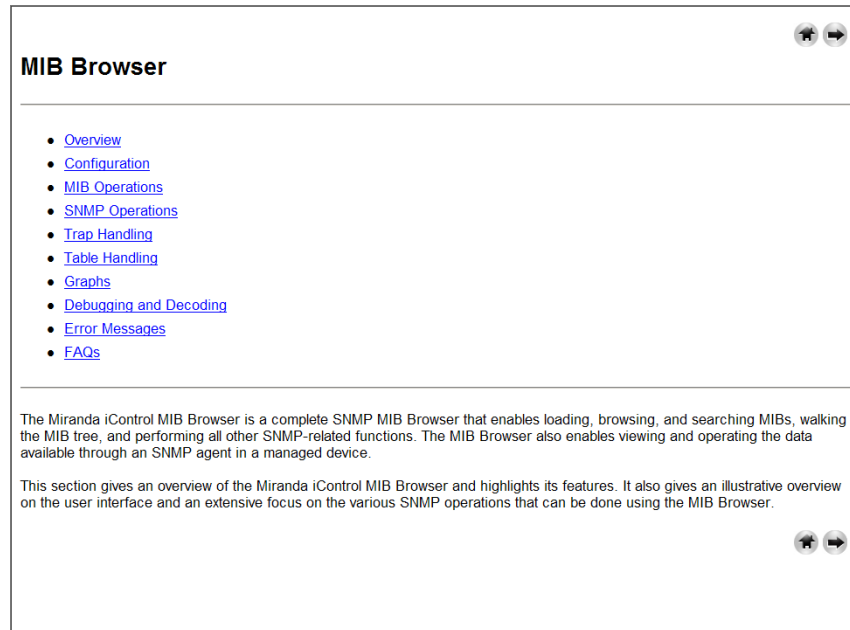 MIB Browser
Overview
Configuration
MIB Operations
SNMP Operations
Trap Handling
Table Handling
Graphs
Debugging and Decoding
Error Messages
FAQs
The Miranda iControl MIB Browser is a complete SNMP MIB Browser that enables loading, browsing, and searching MIBs, walking
the MIB tree, and performing all other SNMP-related functions. The MIB Browser also enables viewing and operating the data
available through an SNMP agent in a managed device.
This section gives an overview of the Miranda iControl MIB Browser and highlights its features. It also gives an illustrative overview
on the user interface and an extensive focus on the various SNMP operations that can be done using the MIB Browser.